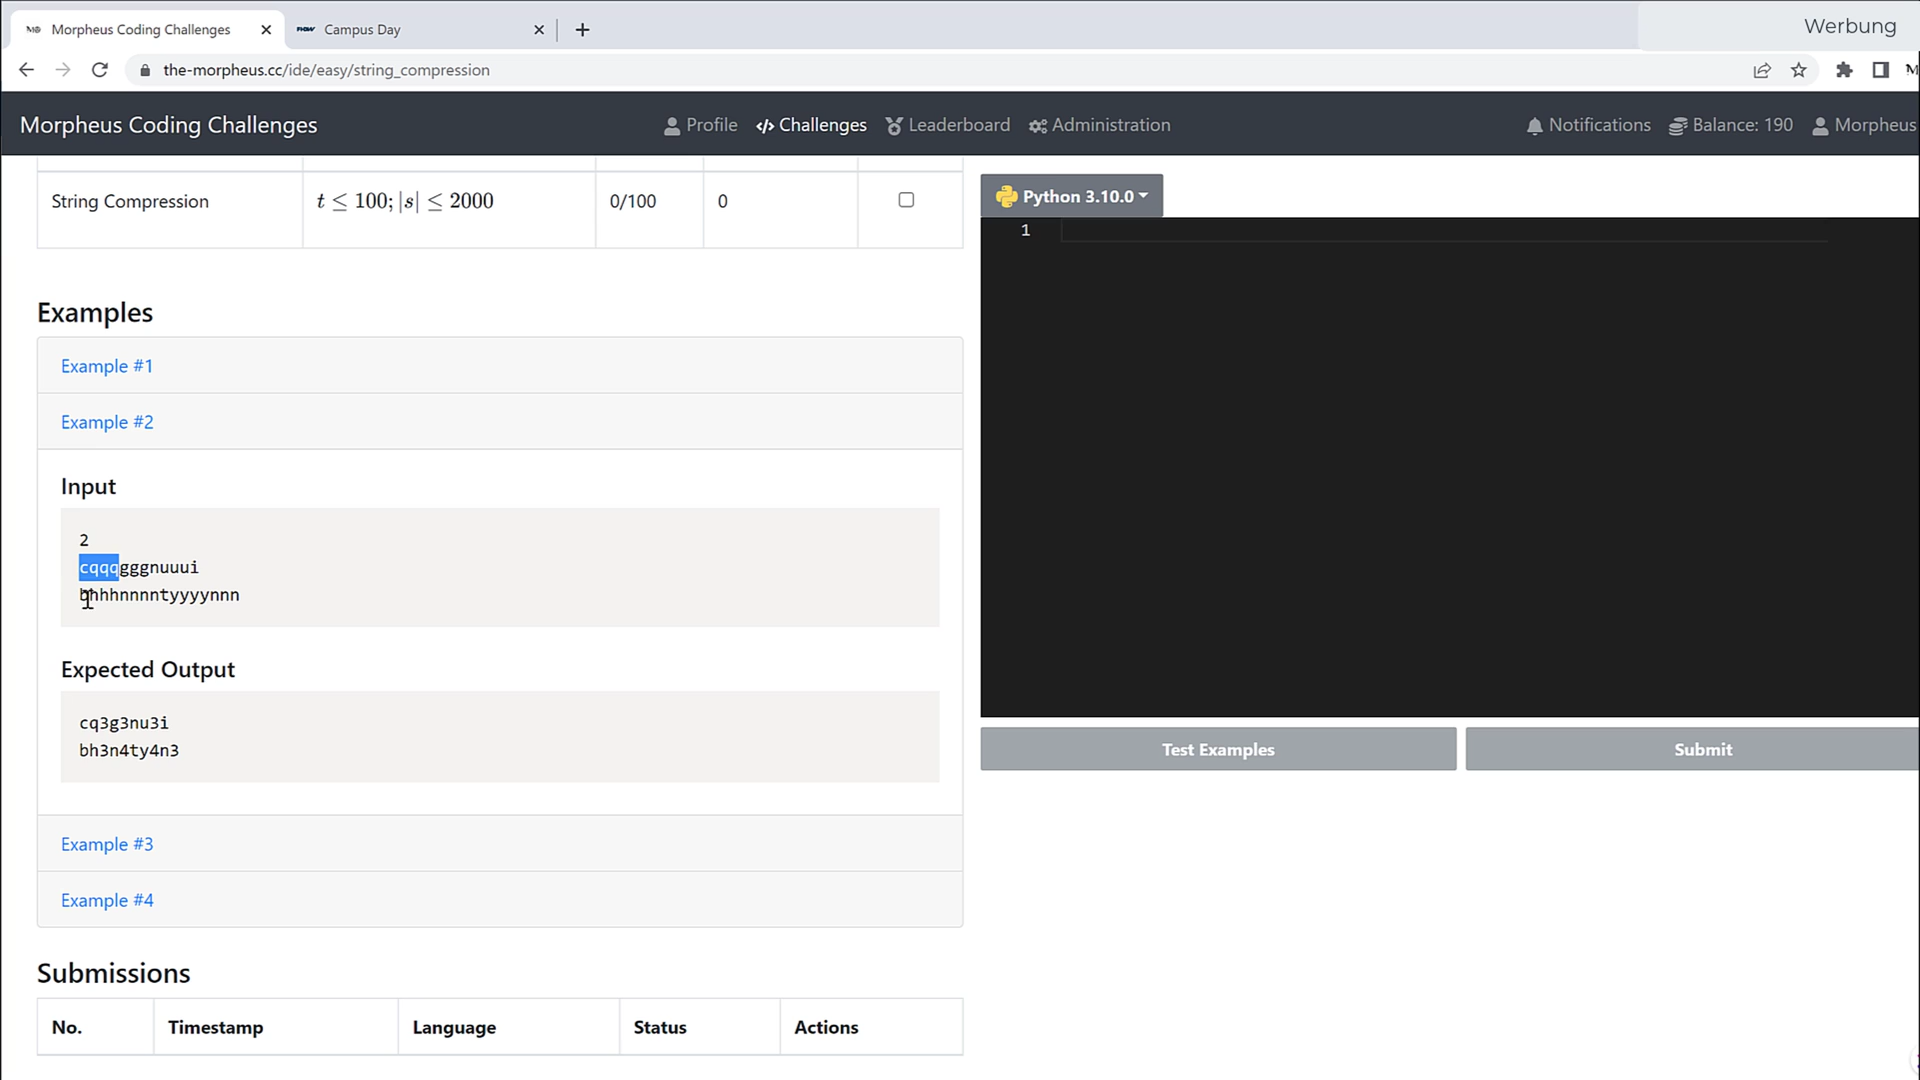 Morpheus Coding Challenges
Campus Day
Werbung
the-morpheus.cc/ide/easy/string_compression
Morpheus Coding Challenges
Profile
Challenges
Leaderboard
Administration
Notifications
Balance: 190
Morpheus
String Compression
t ≤ 100; |s| ≤ 2000
0/100
0
Python 3.10.0
1
Examples
Example #1
Example #2
Input
2
cqqqgggnuuui
bhhhnnnntyyyynnn
Expected Output
cq3g3nu3i
bh3n4ty4n3
Test Examples
Submit
Example #3
Example #4
Submissions
No.
Timestamp
Language
Status
Actions